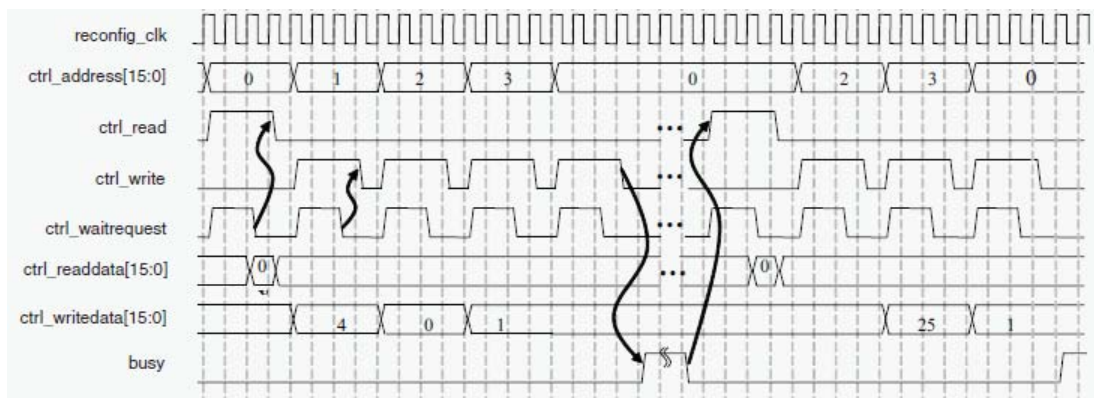 reconfig_clk
ctrl_address[15:0] 0 1 2 3 0 2 3 0
ctrl_read ...
ctrl_write ...
ctrl_waitrequest ...
ctrl_readdata[15:0] 0 ... 0
ctrl_writedata[15:0] 4 0 1 25 1
busy